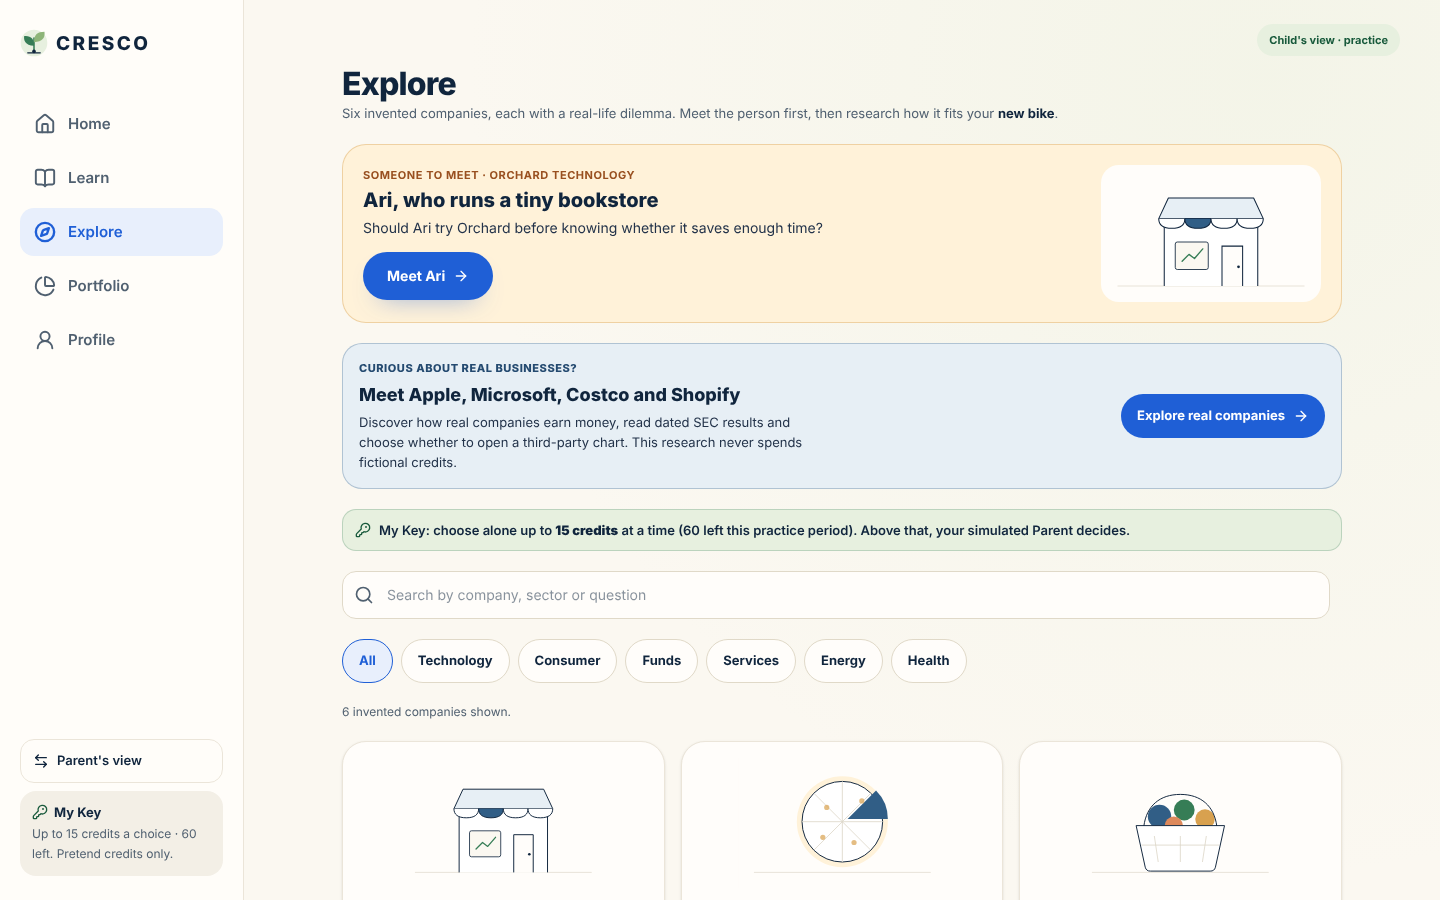 CRESCO
Home
Learn
Explore
Portfolio
Profile
Parent's view
My Key
Up to 15 credits a choice · 60
left. Pretend credits only.
Child's view · practice
Explore
Six invented companies, each with a real-life dilemma. Meet the person first, then research how it fits your new bike.
SOMEONE TO MEET · ORCHARD TECHNOLOGY
Ari, who runs a tiny bookstore
Should Ari try Orchard before knowing whether it saves enough time?
Meet Ari
CURIOUS ABOUT REAL BUSINESSES?
Meet Apple, Microsoft, Costco and Shopify
Discover how real companies earn money, read dated SEC results and
choose whether to open a third-party chart. This research never spends
fictional credits.
Explore real companies
My Key: choose alone up to 15 credits at a time (60 left this practice period). Above that, your simulated Parent decides.
Search by company, sector or question
All
Technology
Consumer
Funds
Services
Energy
Health
6 invented companies shown.